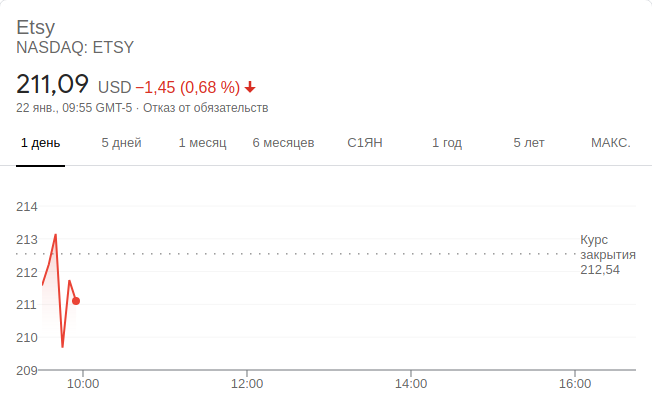 Etsy
NASDAQ: ETSY
211,09 USD −1,45 (0,68 %)
22 янв., 09:55 GMT-5 · Отказ от обязательств
1 день 5 дней 1 месяц 6 месяцев С1ЯН 1 год 5 лет МАКС.
214
213
212
211
210
209
Курс
закрытия
212,54
10:00 12:00 14:00 16:00